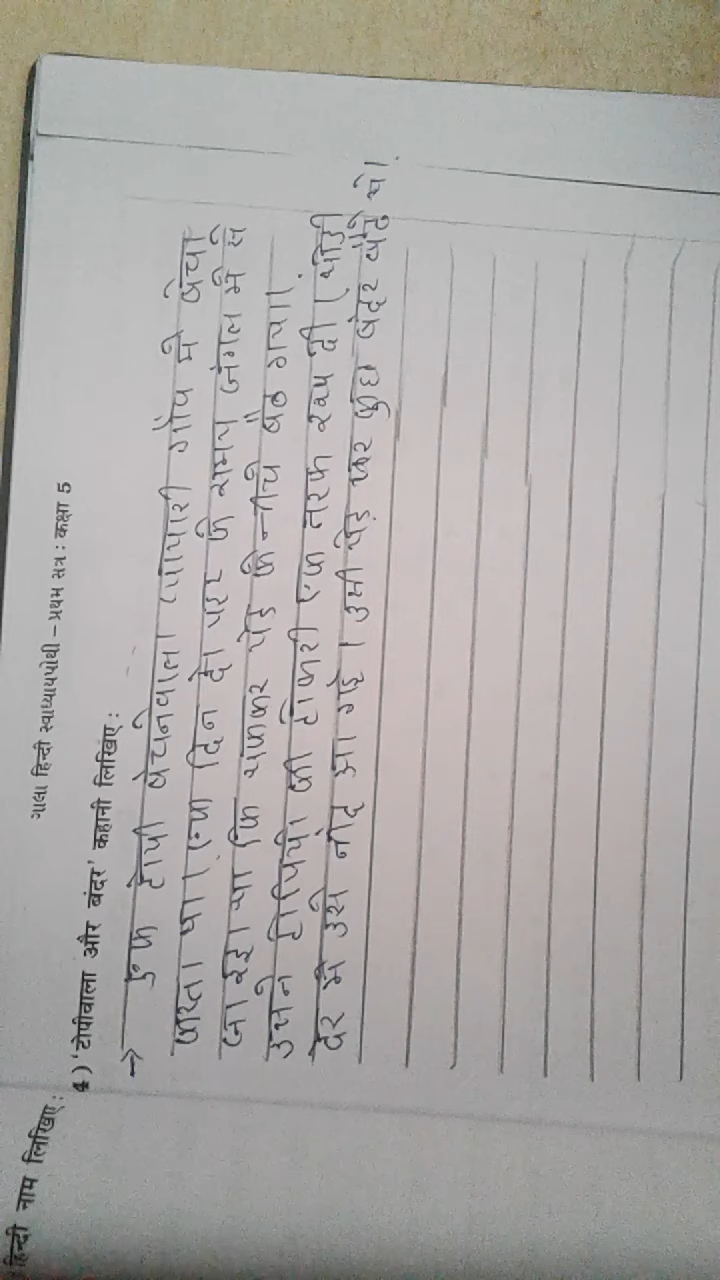 गाला हिन्दी स्वाध्यायपोथी – प्रथम सत्र : कक्षा 5
हिन्दी नाम लिखिए :
4) 'टोपीवाला और बंदर' कहानी लिखिए :
→ एक टोपी बेचनेवाला व्यापारी गाँव में बेचा
करता था। एक दिन दो पहर के समय जंगल में से
जा रहा था कि थककर पेड के नीचे बैठ गया।
उसने टोपियो की टोकरी एक तरफ रख दी। थोडी
देर में उसे नींद आ गई। उसी पेड़ पर कुछ बंदर बैठे थे।